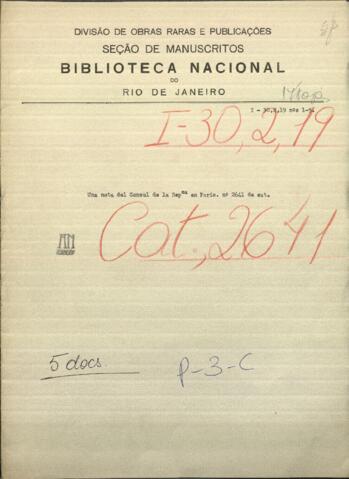 DIVISÃO DE OBRAS RARAS E PUBLICAÇÕES
SEÇÃO DE MANUSCRITOS
BIBLIOTECA NACIONAL
DO
RIO DE JANEIRO
I-30,2,19
Una nota del Consul de la Repca en Paris. nº 2641 de cat.
Cat. 2641
5 docs.
P-3-C